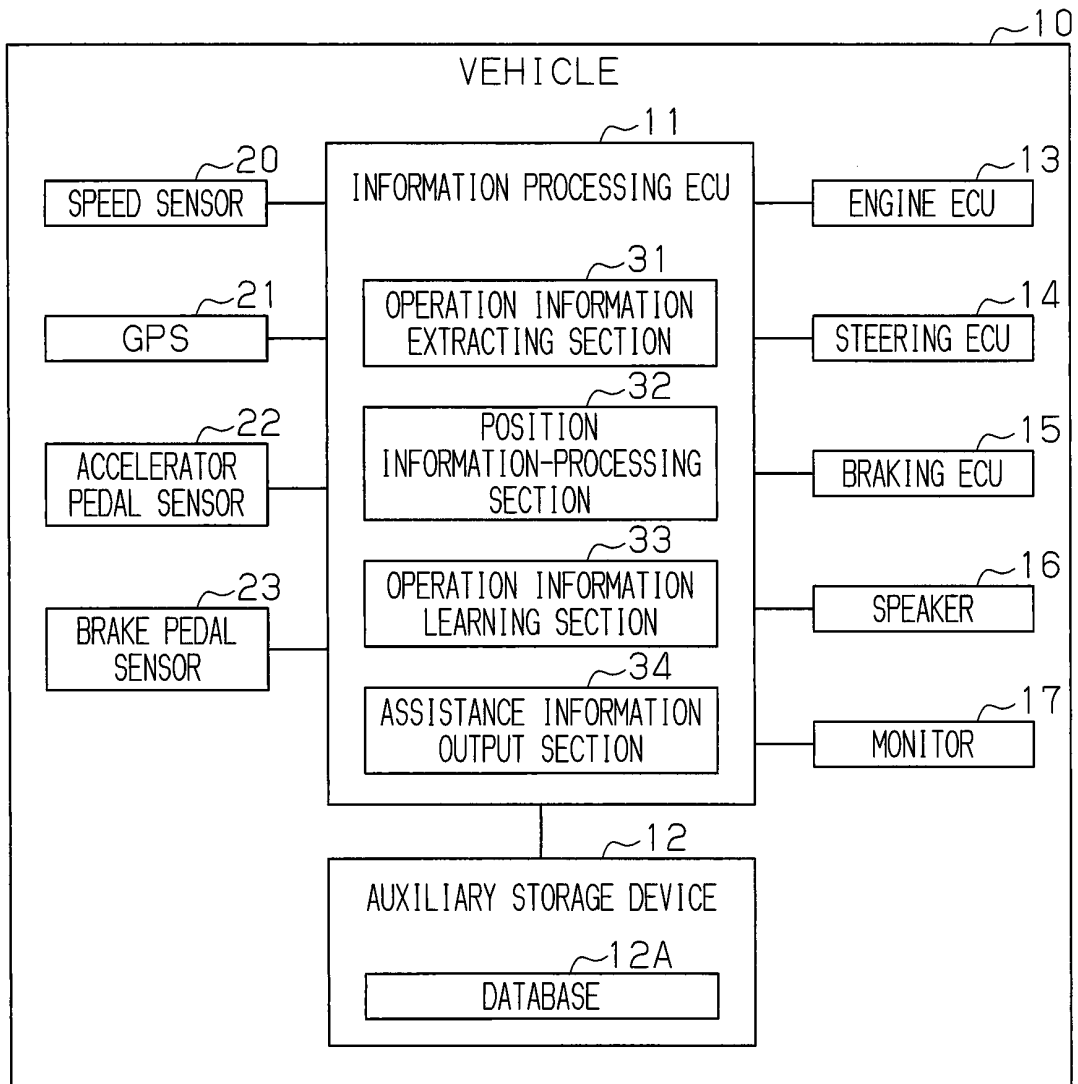 10
VEHICLE
11
INFORMATION PROCESSING ECU
20
SPEED SENSOR
21
GPS
22
ACCELERATOR
PEDAL SENSOR
23
BRAKE PEDAL
SENSOR
31
OPERATION INFORMATION
EXTRACTING SECTION
32
POSITION
INFORMATION-PROCESSING
SECTION
33
OPERATION INFORMATION
LEARNING SECTION
34
ASSISTANCE INFORMATION
OUTPUT SECTION
13
ENGINE ECU
14
STEERING ECU
15
BRAKING ECU
16
SPEAKER
17
MONITOR
12
AUXILIARY STORAGE DEVICE
12A
DATABASE